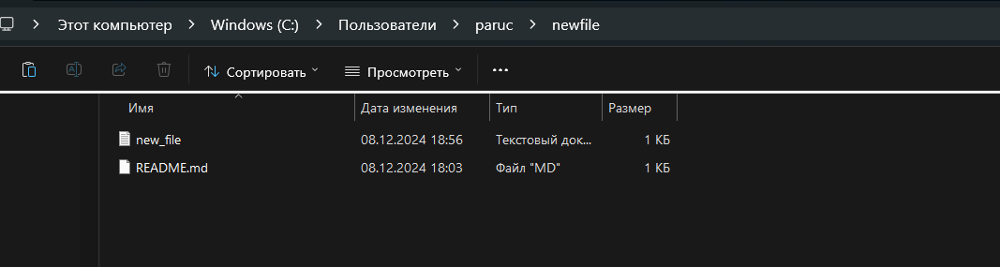 Этот компьютер > Windows (C:) > Пользователи > paruc > newfile
Сортировать Просмотреть ···
Имя Дата изменения Тип Размер
new_file 08.12.2024 18:56 Текстовый док... 1 КБ
README.md 08.12.2024 18:03 Файл "MD" 1 КБ